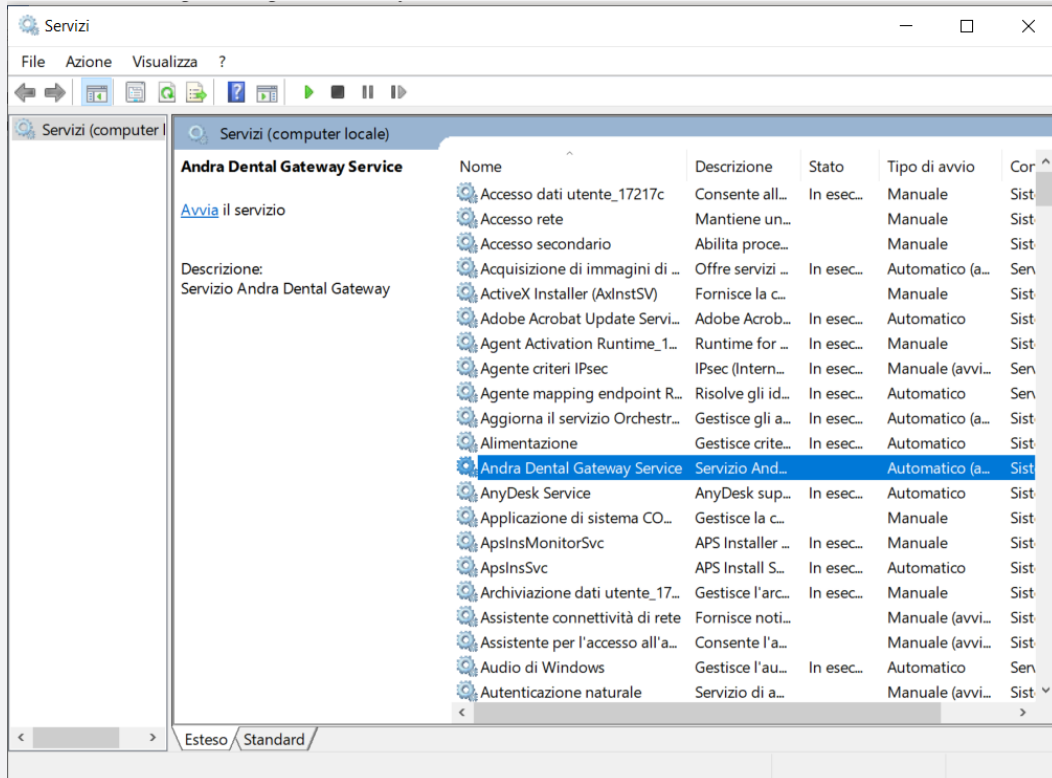 Servizi
File Azione Visualizza ?
Servizi (computer l
Servizi (computer locale)
Andra Dental Gateway Service
Avvia il servizio
Descrizione:
Servizio Andra Dental Gateway
Nome Descrizione Stato Tipo di avvio Cor
Accesso dati utente_17217c Consente all... In esec... Manuale Sist
Accesso rete Mantiene un... Manuale Sist
Accesso secondario Abilita proce... Manuale Sist
Acquisizione di immagini di ... Offre servizi ... In esec... Automatico (a... Serv
ActiveX Installer (AxInstSV) Fornisce la c... Manuale Sist
Adobe Acrobat Update Servi... Adobe Acrob... In esec... Automatico Sist
Agent Activation Runtime_1... Runtime for ... In esec... Manuale Sist
Agente criteri IPsec IPsec (Intern... In esec... Manuale (avvi... Serv
Agente mapping endpoint R... Risolve gli id... In esec... Automatico Serv
Aggiorna il servizio Orchestr... Gestisce gli a... In esec... Automatico (a... Sist
Alimentazione Gestisce crite... In esec... Automatico Sist
Andra Dental Gateway Service Servizio And... Automatico (a... Sist
AnyDesk Service AnyDesk sup... In esec... Automatico Sist
Applicazione di sistema CO... Gestisce la c... Manuale Sist
ApsInsMonitorSvc APS Installer ... In esec... Manuale Sist
ApsInsSvc APS Install S... In esec... Automatico Sist
Archiviazione dati utente_17... Gestisce l'arc... In esec... Manuale Sist
Assistente connettività di rete Fornisce noti... Manuale (avvi... Sist
Assistente per l'accesso all'a... Consente l'a... Manuale (avvi... Sist
Audio di Windows Gestisce l'au... In esec... Automatico Serv
Autenticazione naturale Servizio di a... Manuale (avvi... Sist
Esteso Standard